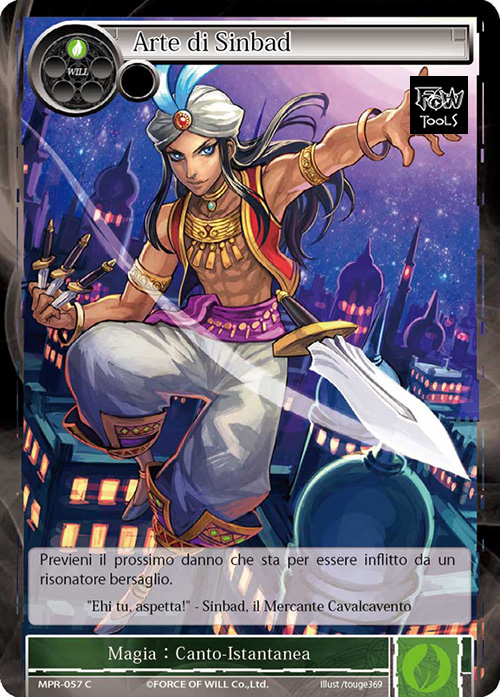 Arte di Sinbad
WILL
FOW
TOOLS
Previeni il prossimo danno che sta per essere inflitto da un
risonatore bersaglio.
"Ehi tu, aspetta!" - Sinbad, il Mercante Cavalcavento
Magia : Canto-Istantanea
MPR-057 C ©FORCE OF WILL Co.,Ltd. Illust /touge369